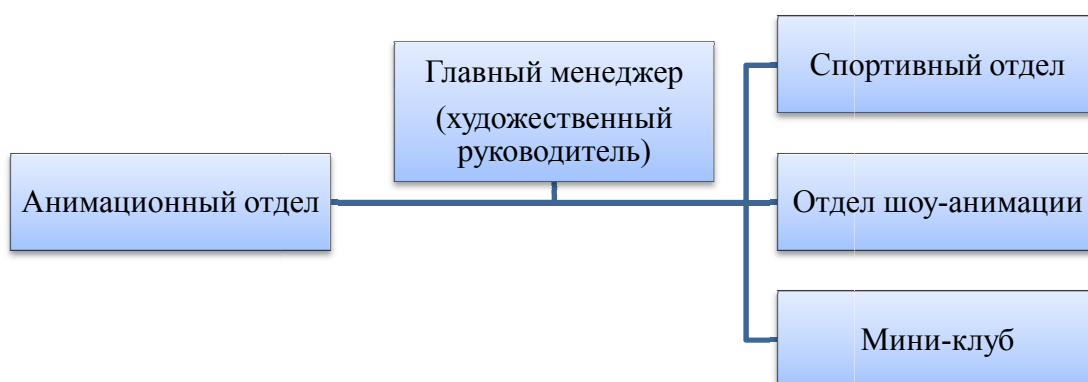 Анимационный отдел
Главный менеджер
(художественный
руководитель)
Спортивный отдел
Отдел шоу-анимации
Мини-клуб